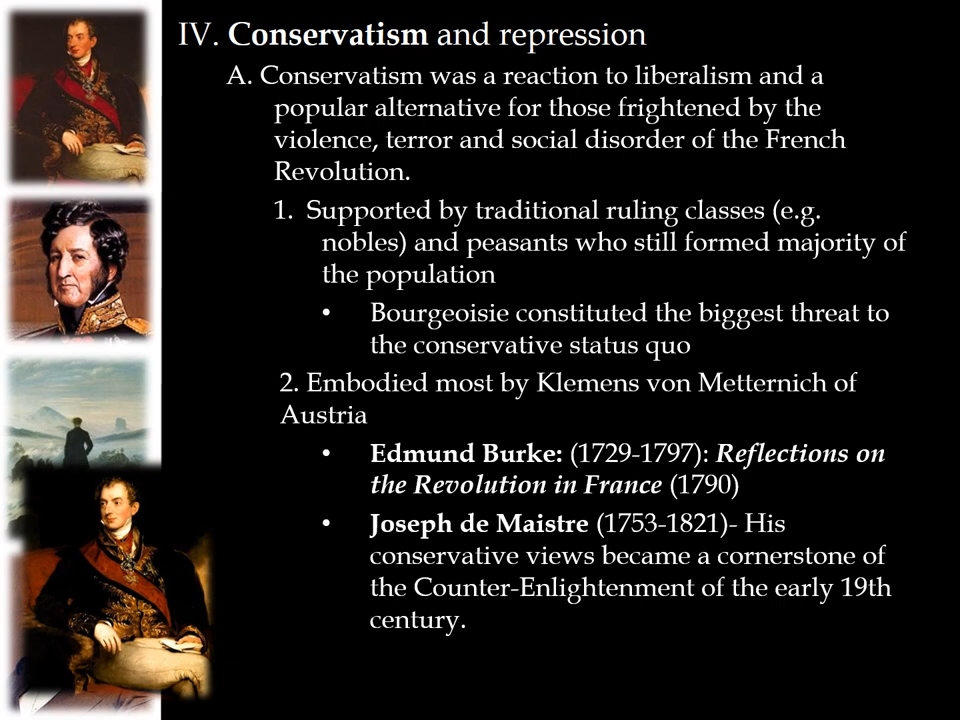 IV. Conservatism and repression
A. Conservatism was a reaction to liberalism and a
popular alternative for those frightened by the
violence, terror and social disorder of the French
Revolution.
1. Supported by traditional ruling classes (e.g.
nobles) and peasants who still formed majority of
the population
• Bourgeoisie constituted the biggest threat to
the conservative status quo
2. Embodied most by Klemens von Metternich of
Austria
• Edmund Burke: (1729-1797): Reflections on
the Revolution in France (1790)
• Joseph de Maistre (1753-1821)- His
conservative views became a cornerstone of
the Counter-Enlightenment of the early 19th
century.